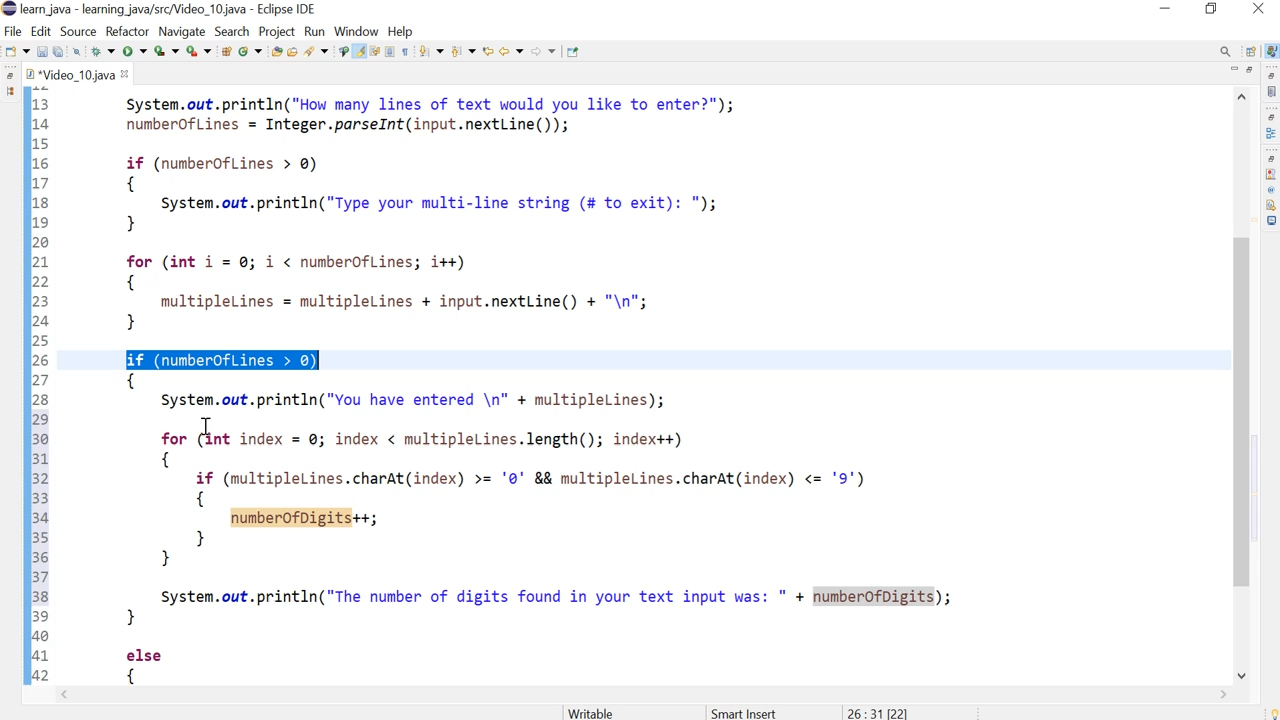 learn_java - learning_java/src/Video_10.java - Eclipse IDE
File Edit Source Refactor Navigate Search Project Run Window Help
*Video_10.java
12
13 System.out.println("How many lines of text would you like to enter?");
14 numberOfLines = Integer.parseInt(input.nextLine());
15
16 if (numberOfLines > 0)
17 {
18 System.out.println("Type your multi-line string (# to exit): ");
19 }
20
21 for (int i = 0; i < numberOfLines; i++)
22 {
23 multipleLines = multipleLines + input.nextLine() + "\n";
24 }
25
26 if (numberOfLines > 0)
27 {
28 System.out.println("You have entered \n" + multipleLines);
29
30 for (int index = 0; index < multipleLines.length(); index++)
31 {
32 if (multipleLines.charAt(index) >= '0' && multipleLines.charAt(index) <= '9')
33 {
34 numberOfDigits++;
35 }
36 }
37
38 System.out.println("The number of digits found in your text input was: " + numberOfDigits);
39 }
40
41 else
42 {
Writable Smart Insert 26 : 31 [22]